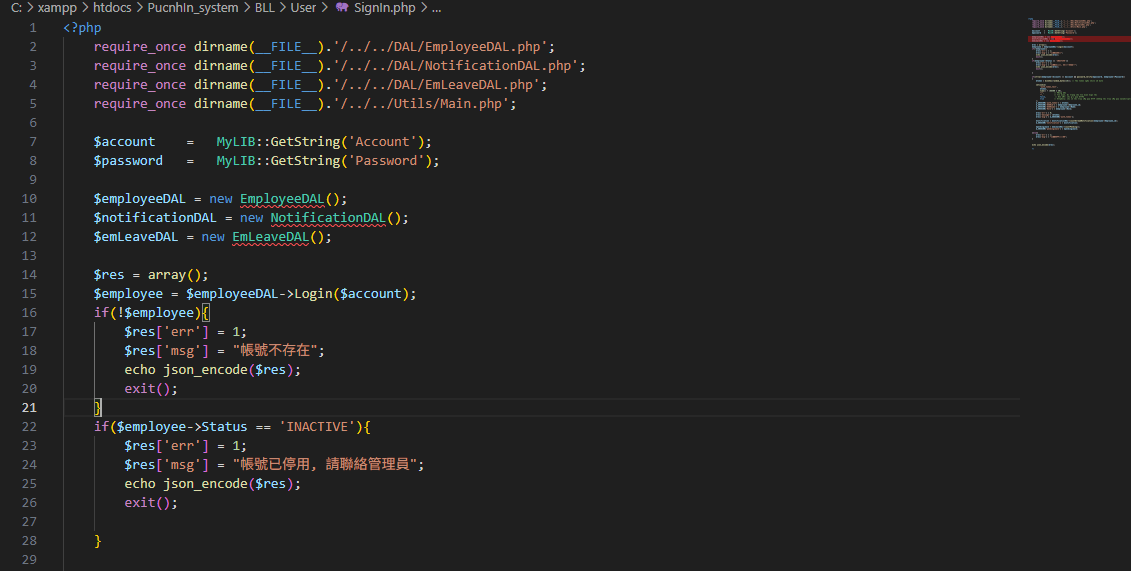 C: > xampp > htdocs > PucnhIn_system > BLL > User > SignIn.php > ...
1 <?php
2 require_once dirname(__FILE__).'/../../DAL/EmployeeDAL.php';
3 require_once dirname(__FILE__).'/../../DAL/NotificationDAL.php';
4 require_once dirname(__FILE__).'/../../DAL/EmLeaveDAL.php';
5 require_once dirname(__FILE__).'/../../Utils/Main.php';
6
7 $account    =   MyLIB::GetString('Account');
8 $password   =   MyLIB::GetString('Password');
9
10 $employeeDAL = new EmployeeDAL();
11 $notificationDAL = new NotificationDAL();
12 $emLeaveDAL = new EmLeaveDAL();
13
14 $res = array();
15 $employee = $employeeDAL->Login($account);
16 if(!$employee){
17 $res['err'] = 1;
18 $res['msg'] = "帳號不存在";
19 echo json_encode($res);
20 exit();
21 }
22 if($employee->Status == 'INACTIVE'){
23 $res['err'] = 1;
24 $res['msg'] = "帳號已停用, 請聯絡管理員";
25 echo json_encode($res);
26 exit();
27
28 }
29